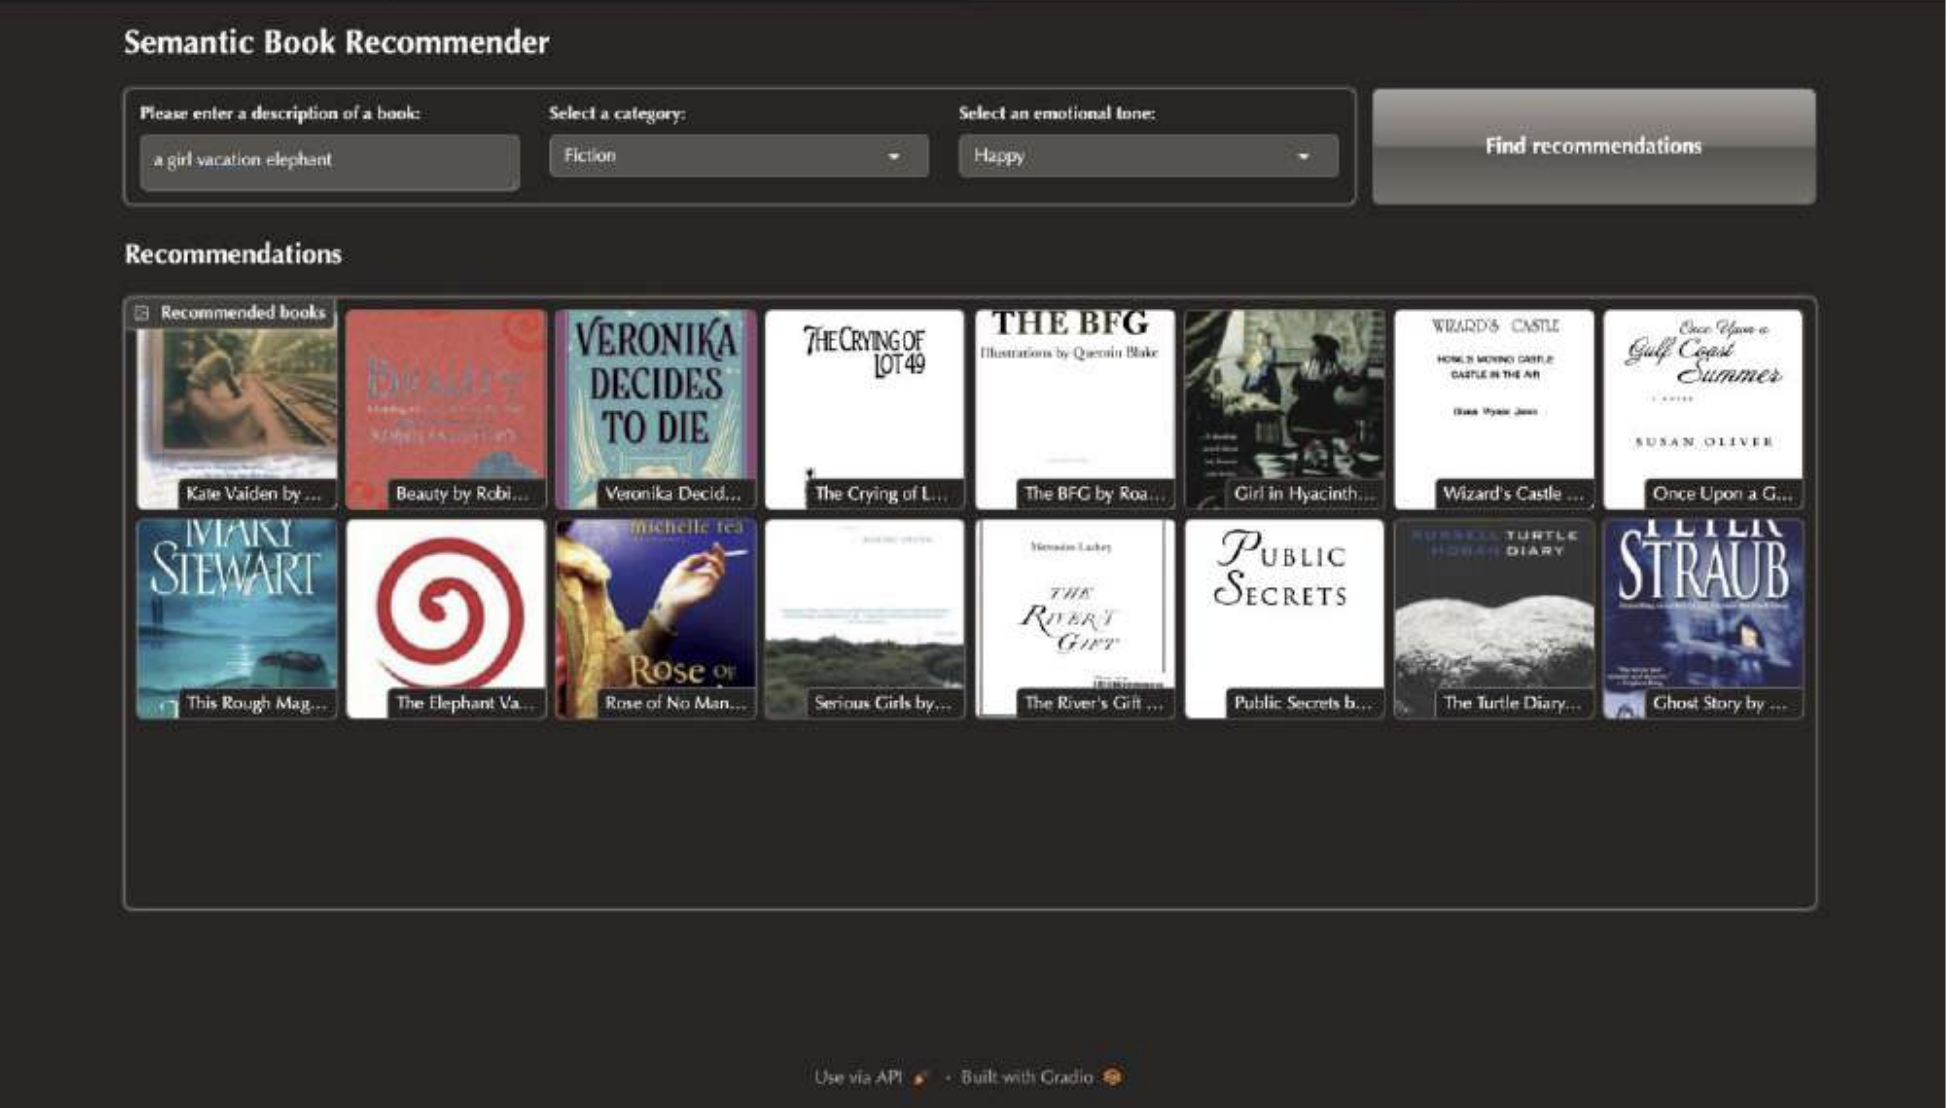 Semantic Book Recommender
Please enter a description of a book:
a girl vacation elephant
Select a category:
Fiction
Select an emotional tone:
Happy
Find recommendations
Recommendations
Recommended books
Kate Vaiden by ...
BEAUTY
Beauty by Robi...
VERONIKA
DECIDES
TO DIE
Veronika Decid...
THE CRYING OF
LOT 49
The Crying of L...
THE BFG
Illustrations by Quentin Blake
The BFG by Roa...
Girl in Hyacinth...
WIZARD'S CASTLE
HOWL'S MOVING CASTLE
CASTLE IN THE AIR
Diana Wynne Jones
Wizard's Castle ...
Once Upon a
Gulf Coast
Summer
A NOVEL
SUSAN OLIVER
Once Upon a G...
MARY
STEWART
This Rough Mag...
The Elephant Va...
michelle tea
ROSE OF
Rose of No Man...
Serious Girls by...
Mercedes Lackey
THE
RIVER'S
GIFT
The River's Gift ...
PUBLIC
SECRETS
Public Secrets b...
RUSSELL TURTLE
HOBAN DIARY
The Turtle Diary...
PETER
STRAUB
Ghost Story by ...
Use via API
· Built with Gradio